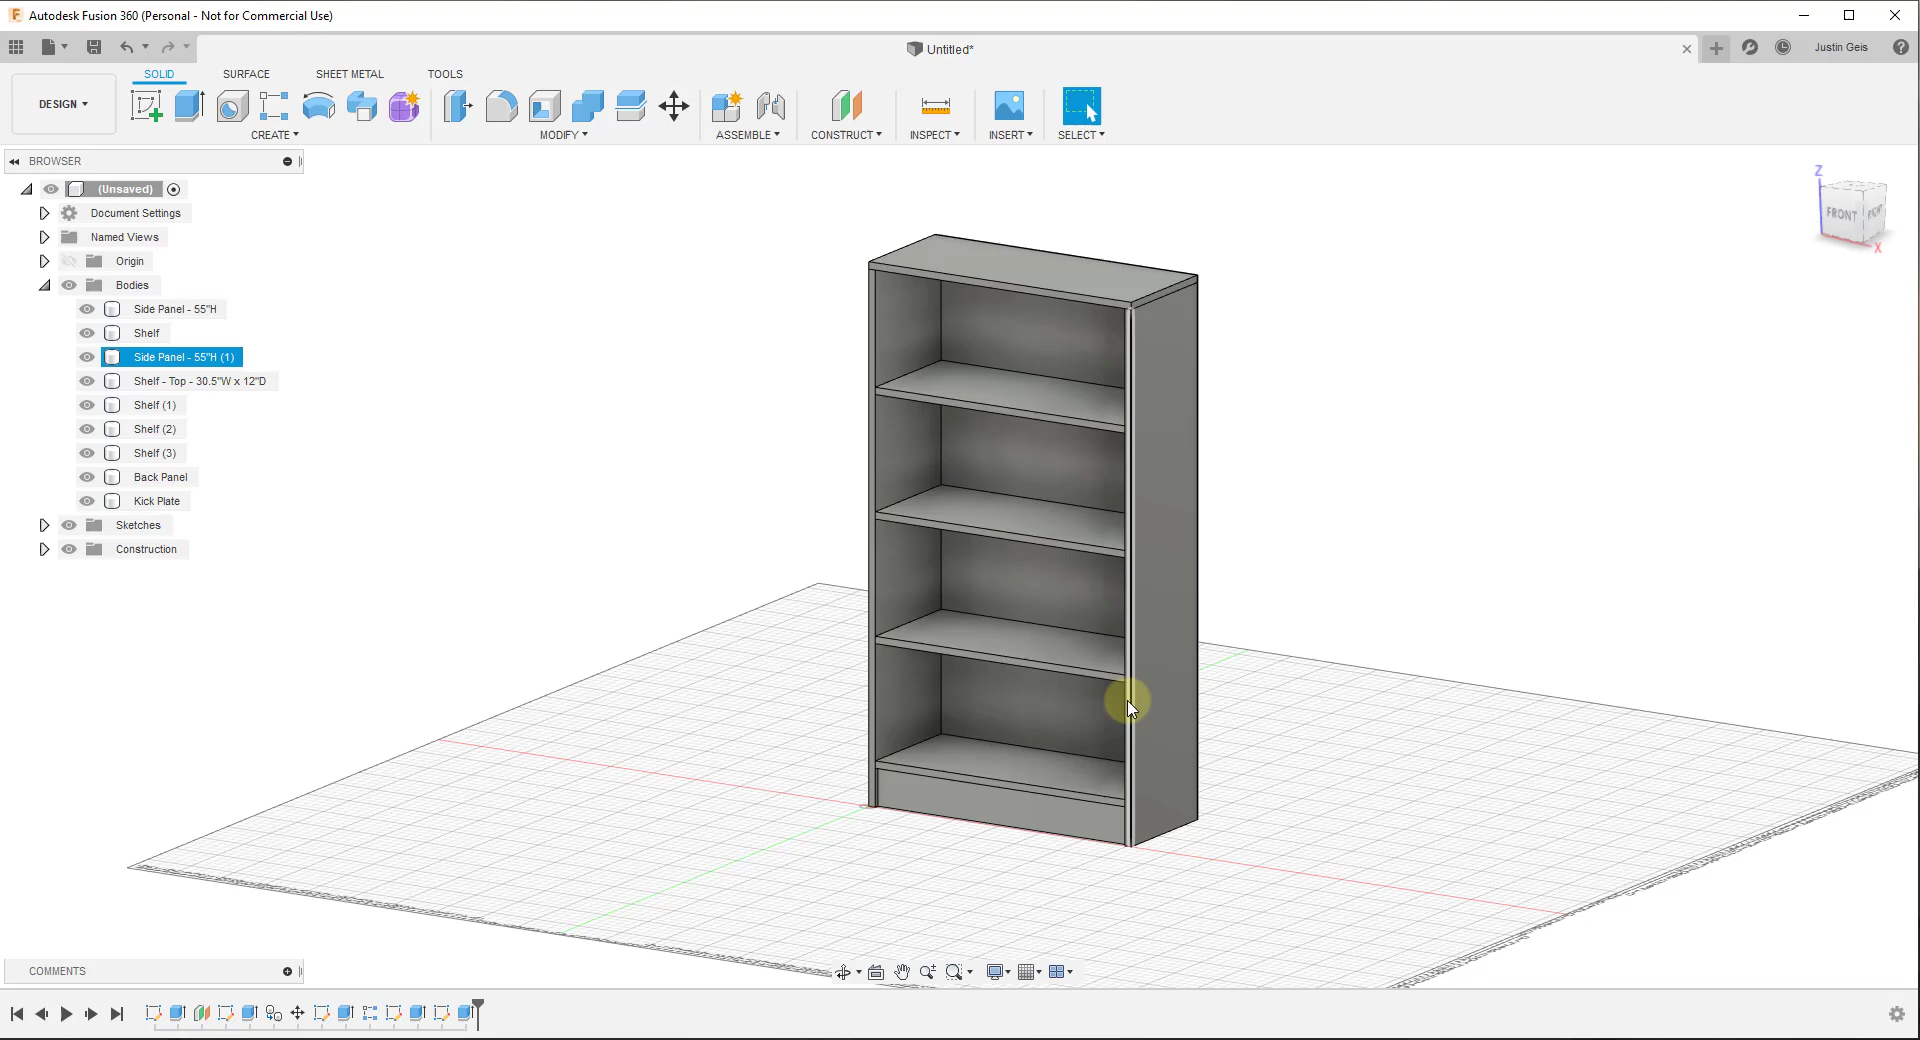 Autodesk Fusion 360 (Personal - Not for Commercial Use)
Untitled*
Justin Geis
DESIGN
SOLID SURFACE SHEET METAL TOOLS
CREATE MODIFY ASSEMBLE CONSTRUCT INSPECT INSERT SELECT
BROWSER
(Unsaved)
Document Settings
Named Views
Origin
Bodies
Side Panel - 55"H
Shelf
Side Panel - 55"H (1)
Shelf - Top - 30.5"W x 12"D
Shelf (1)
Shelf (2)
Shelf (3)
Back Panel
Kick Plate
Sketches
Construction
Z
FRONT RIGHT
X
COMMENTS